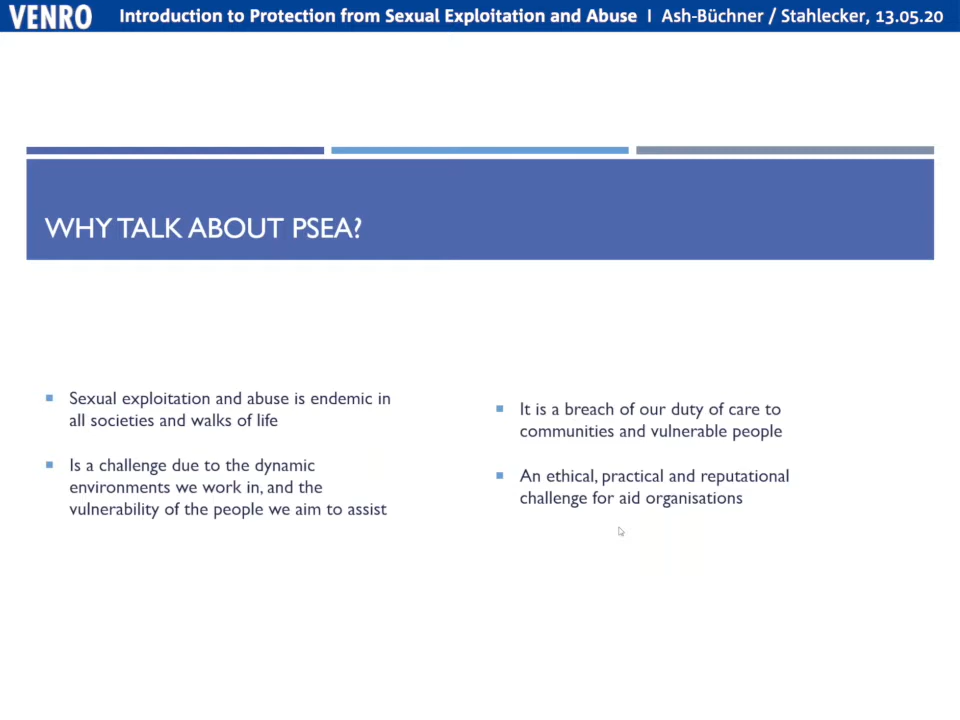 VENRO Introduction to Protection from Sexual Exploitation and Abuse I Ash-Büchner / Stahlecker, 13.05.20
WHY TALK ABOUT PSEA?
Sexual exploitation and abuse is endemic in
all societies and walks of life
Is a challenge due to the dynamic
environments we work in, and the
vulnerability of the people we aim to assist
It is a breach of our duty of care to
communities and vulnerable people
An ethical, practical and reputational
challenge for aid organisations